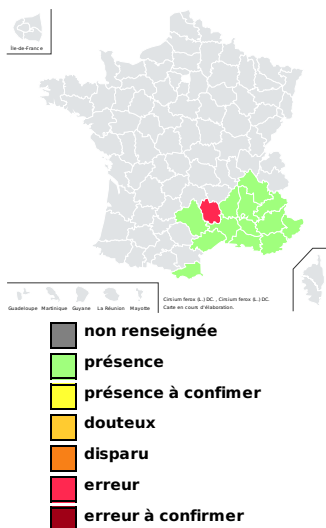 Île-de-France
Guadeloupe Martinique Guyane La Réunion Mayotte
Cirsium ferox (L.) DC. , Cirsium ferox (L.) DC.
Carte en cours d'élaboration.
non renseignée
présence
présence à confimer
douteux
disparu
erreur
erreur à confirmer